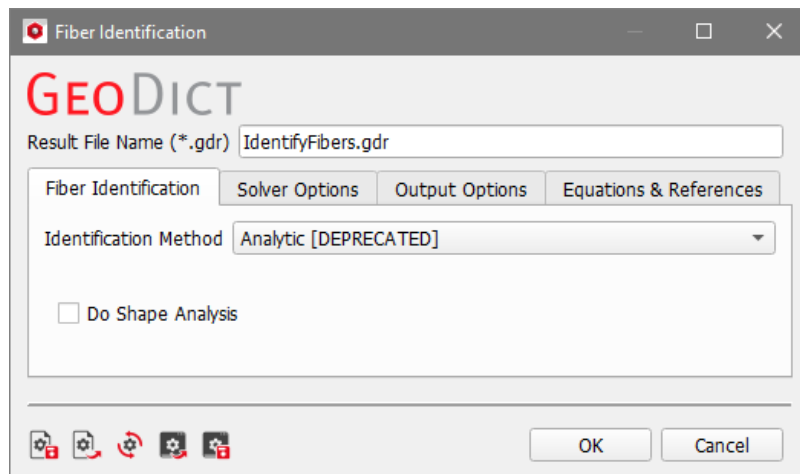 Fiber Identification
GEODICT
Result File Name (*.gdr) IdentifyFibers.gdr
Fiber Identification Solver Options Output Options Equations & References
Identification Method Analytic [DEPRECATED]
Do Shape Analysis
OK Cancel